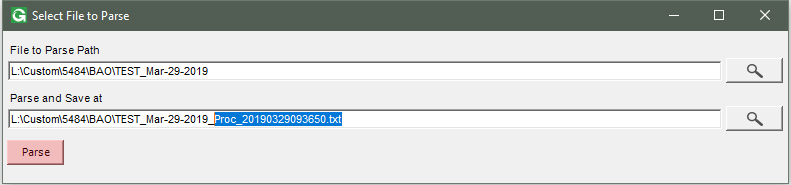 Select File to Parse
File to Parse Path
L:\Custom\5484\BAO\TEST_Mar-29-2019
Parse and Save at
L:\Custom\5484\BAO\TEST_Mar-29-2019_Proc_20190329093650.txt
Parse